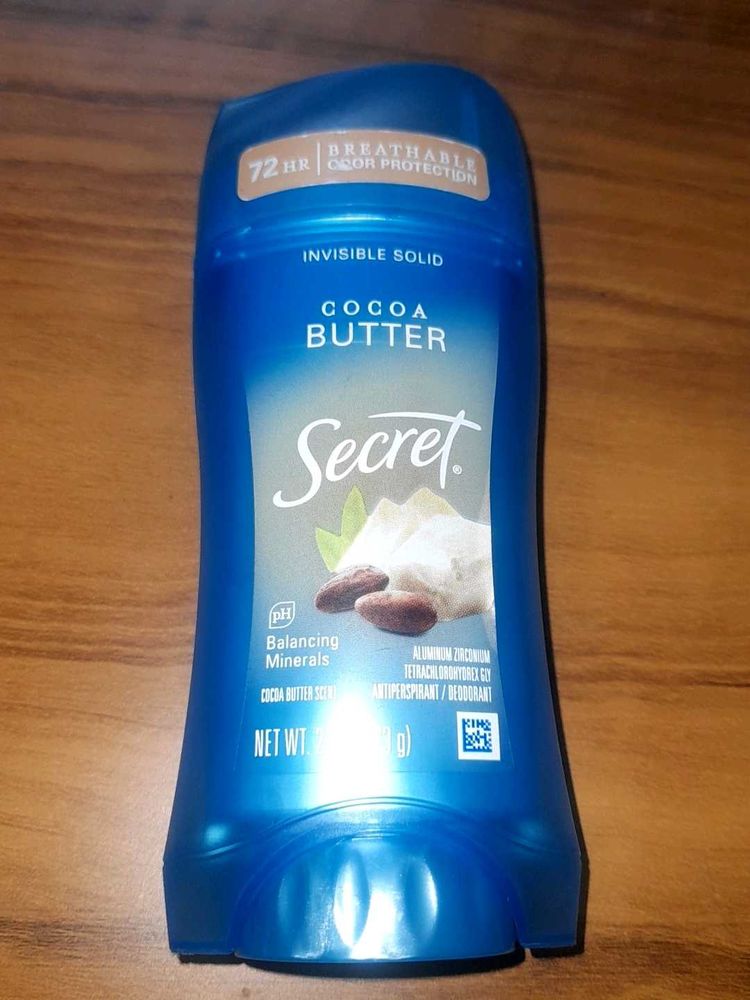 72 HR | BREATHABLE
ODOR PROTECTION
INVISIBLE SOLID
COCOA
BUTTER
Secret®
pH
Balancing
Minerals
COCOA BUTTER SCENT
ALUMINUM ZIRCONIUM
TETRACHLOROHYDREX GLY
ANTIPERSPIRANT / DEODORANT
NET WT. g)